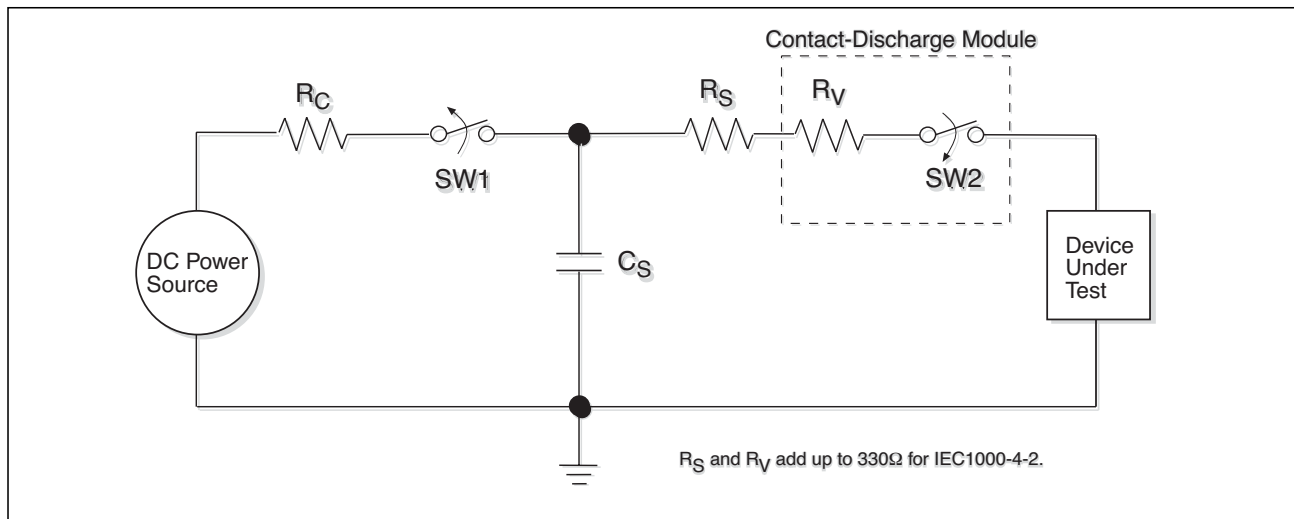 Contact-Discharge Module
RC
RS
RV
SW1
SW2
DC Power
Source
CS
Device
Under
Test
RS and RV add up to 330Ω for IEC1000-4-2.